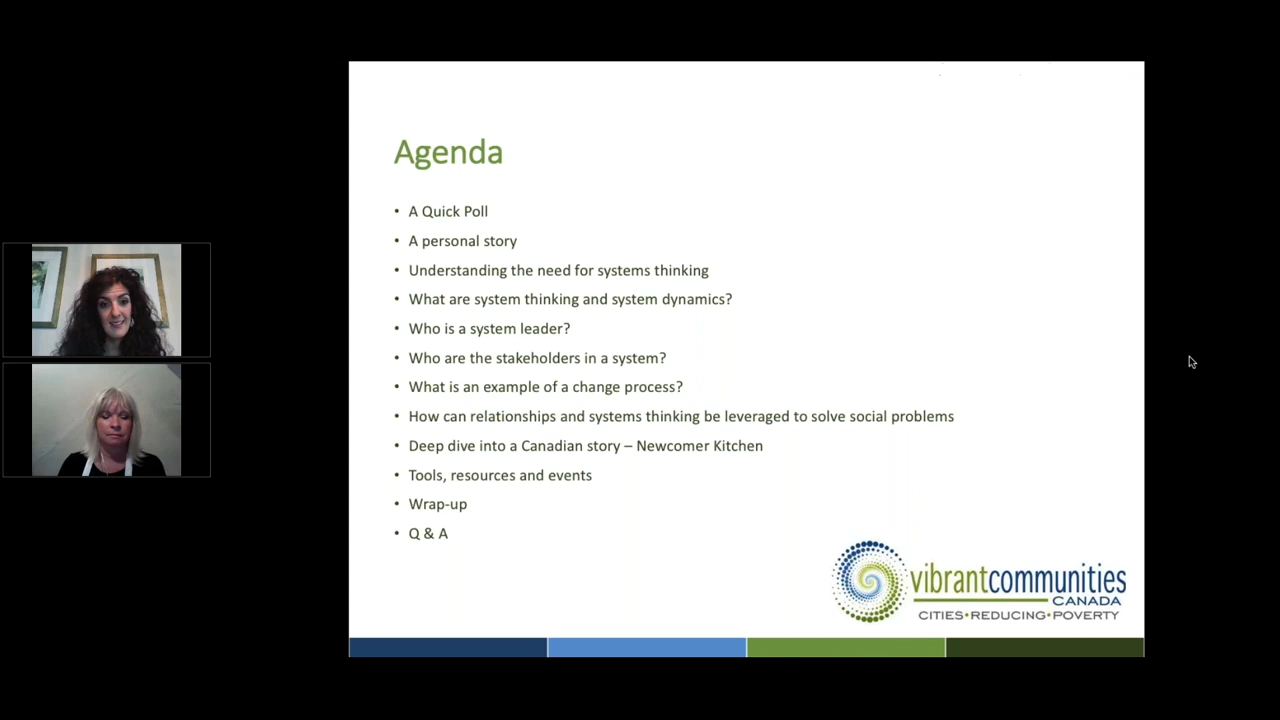 Agenda
• A Quick Poll
• A personal story
• Understanding the need for systems thinking
• What are system thinking and system dynamics?
• Who is a system leader?
• Who are the stakeholders in a system?
• What is an example of a change process?
• How can relationships and systems thinking be leveraged to solve social problems
• Deep dive into a Canadian story – Newcomer Kitchen
• Tools, resources and events
• Wrap-up
• Q & A
vibrantcommunities
CANADA
CITIES•REDUCING•POVERTY